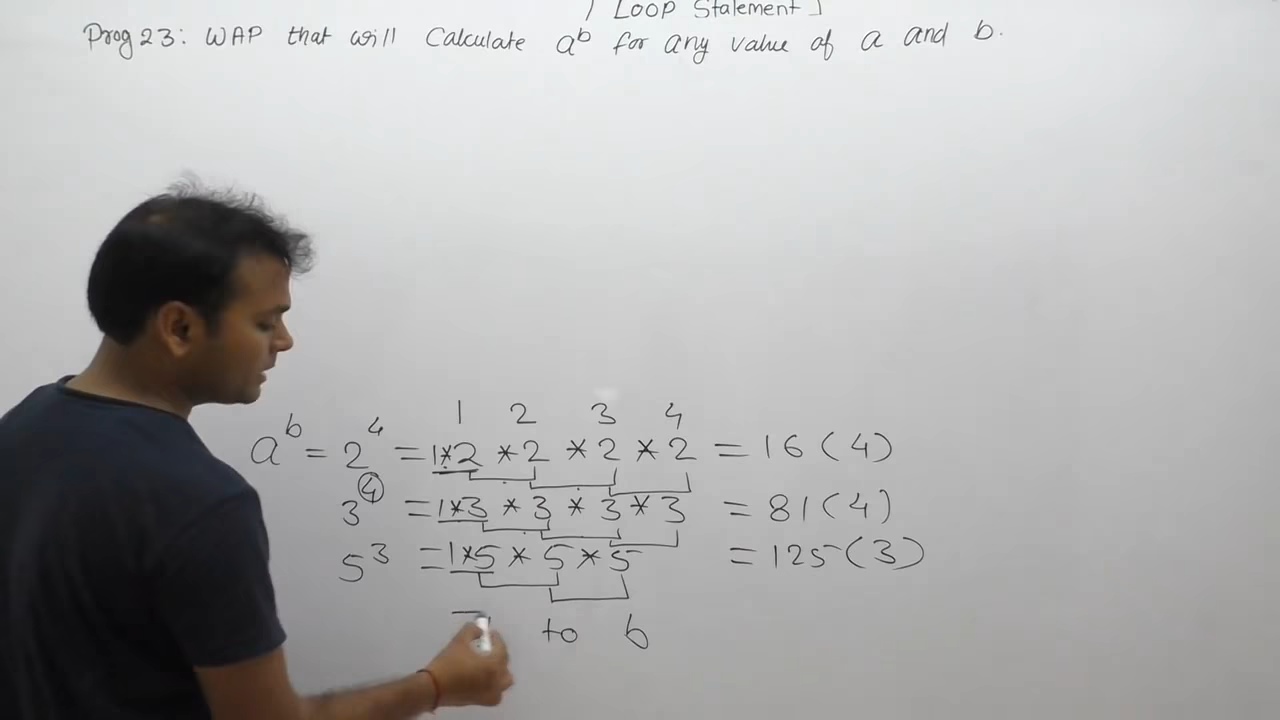 [ Loop Statement ]
Prog 23: WAP that will Calculate a^b for any value of a and b.
1 2 3 4
a^b = 2^4 = 1*2 * 2 * 2 * 2 = 16 (4)
3^4 = 1*3 * 3 * 3 * 3 = 81 (4)
5^3 = 1*5 * 5 * 5 = 125 (3)
to b